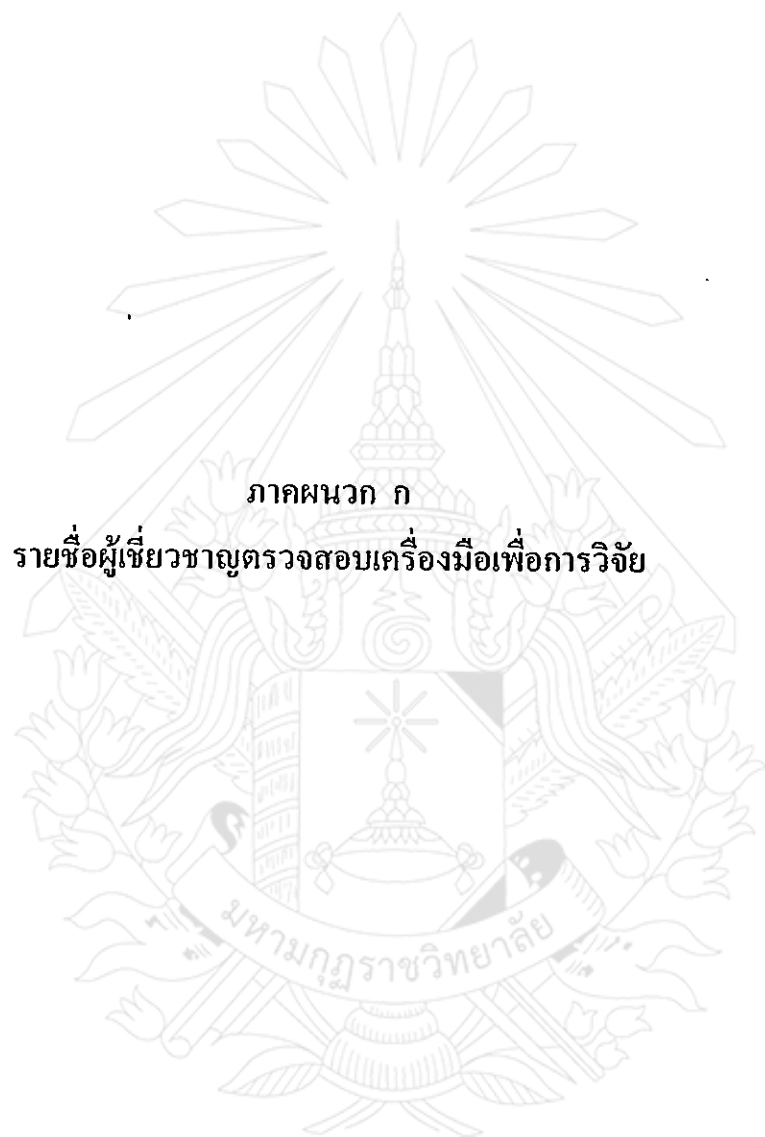 ภาคผนวก ก
รายชื่อผู้เชี่ยวชาญตรวจสอบเครื่องมือเพื่อการวิจัย
มหามกุฏราชวิทยาลัย